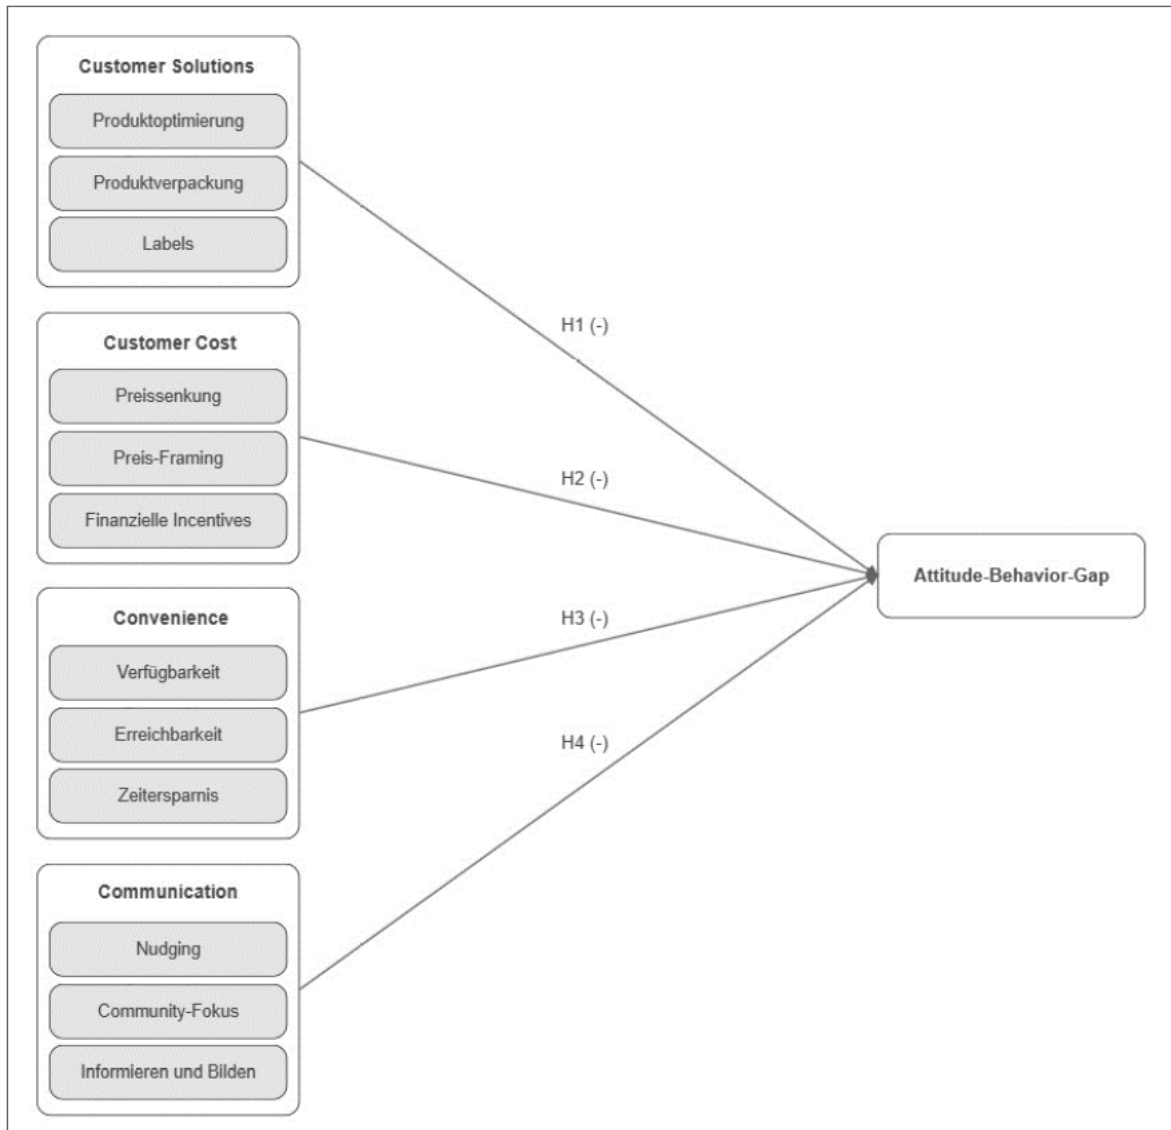 Customer Solutions
Produktoptimierung
Produktverpackung
Labels
Customer Cost
Preissenkung
Preis-Framing
Finanzielle Incentives
Convenience
Verfügbarkeit
Erreichbarkeit
Zeitersparnis
Communication
Nudging
Community-Fokus
Informieren und Bilden
H1 (-)
H2 (-)
H3 (-)
H4 (-)
Attitude-Behavior-Gap